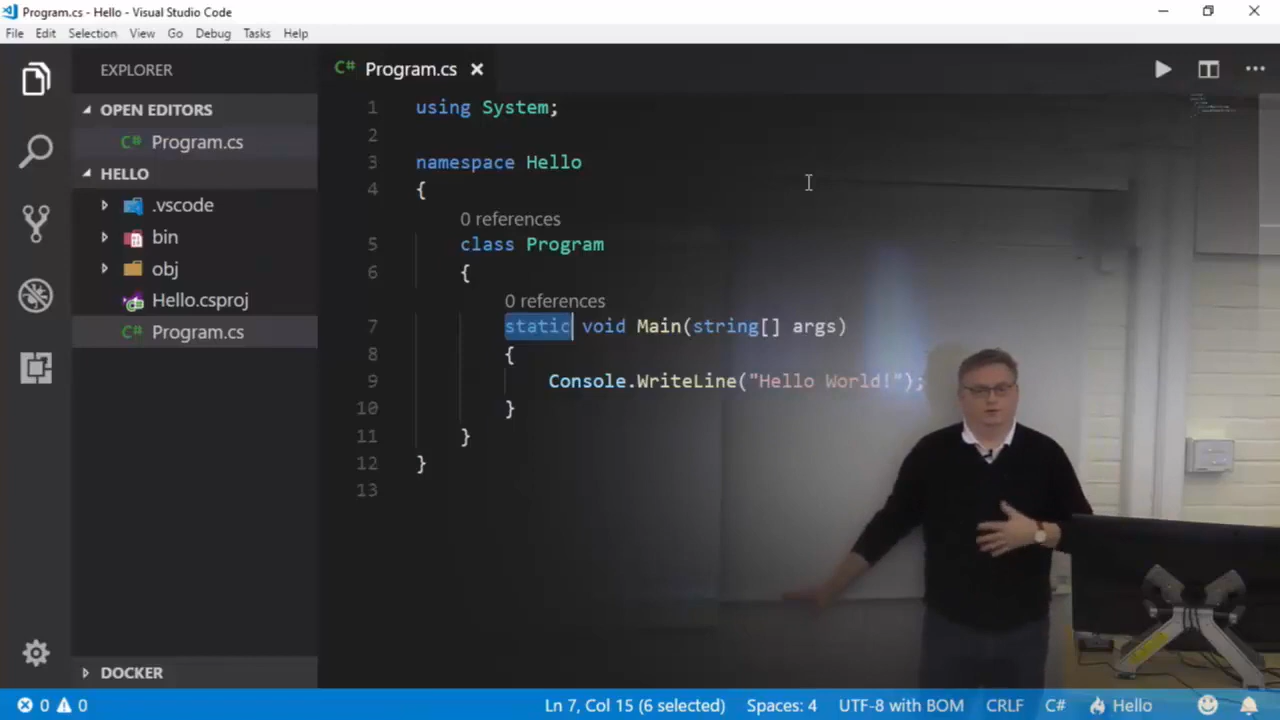 Program.cs - Hello - Visual Studio Code
File Edit Selection View Go Debug Tasks Help
EXPLORER
OPEN EDITORS
C# Program.cs
HELLO
.vscode
bin
obj
Hello.csproj
C# Program.cs
DOCKER
C# Program.cs
1 using System;
2
3 namespace Hello
4 {
0 references
5 class Program
6 {
0 references
7 static void Main(string[] args)
8 {
9 Console.WriteLine("Hello World!");
10 }
11 }
12 }
13
0 0 Ln 7, Col 15 (6 selected) Spaces: 4 UTF-8 with BOM CRLF C# Hello